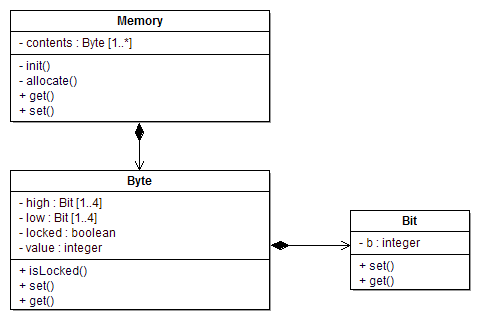 Memory
- contents : Byte [1..*]
- init()
- allocate()
+ get()
+ set()
Byte
- high : Bit [1..4]
- low : Bit [1..4]
- locked : boolean
- value : integer
+ isLocked()
+ set()
+ get()
Bit
- b : integer
+ set()
+ get()